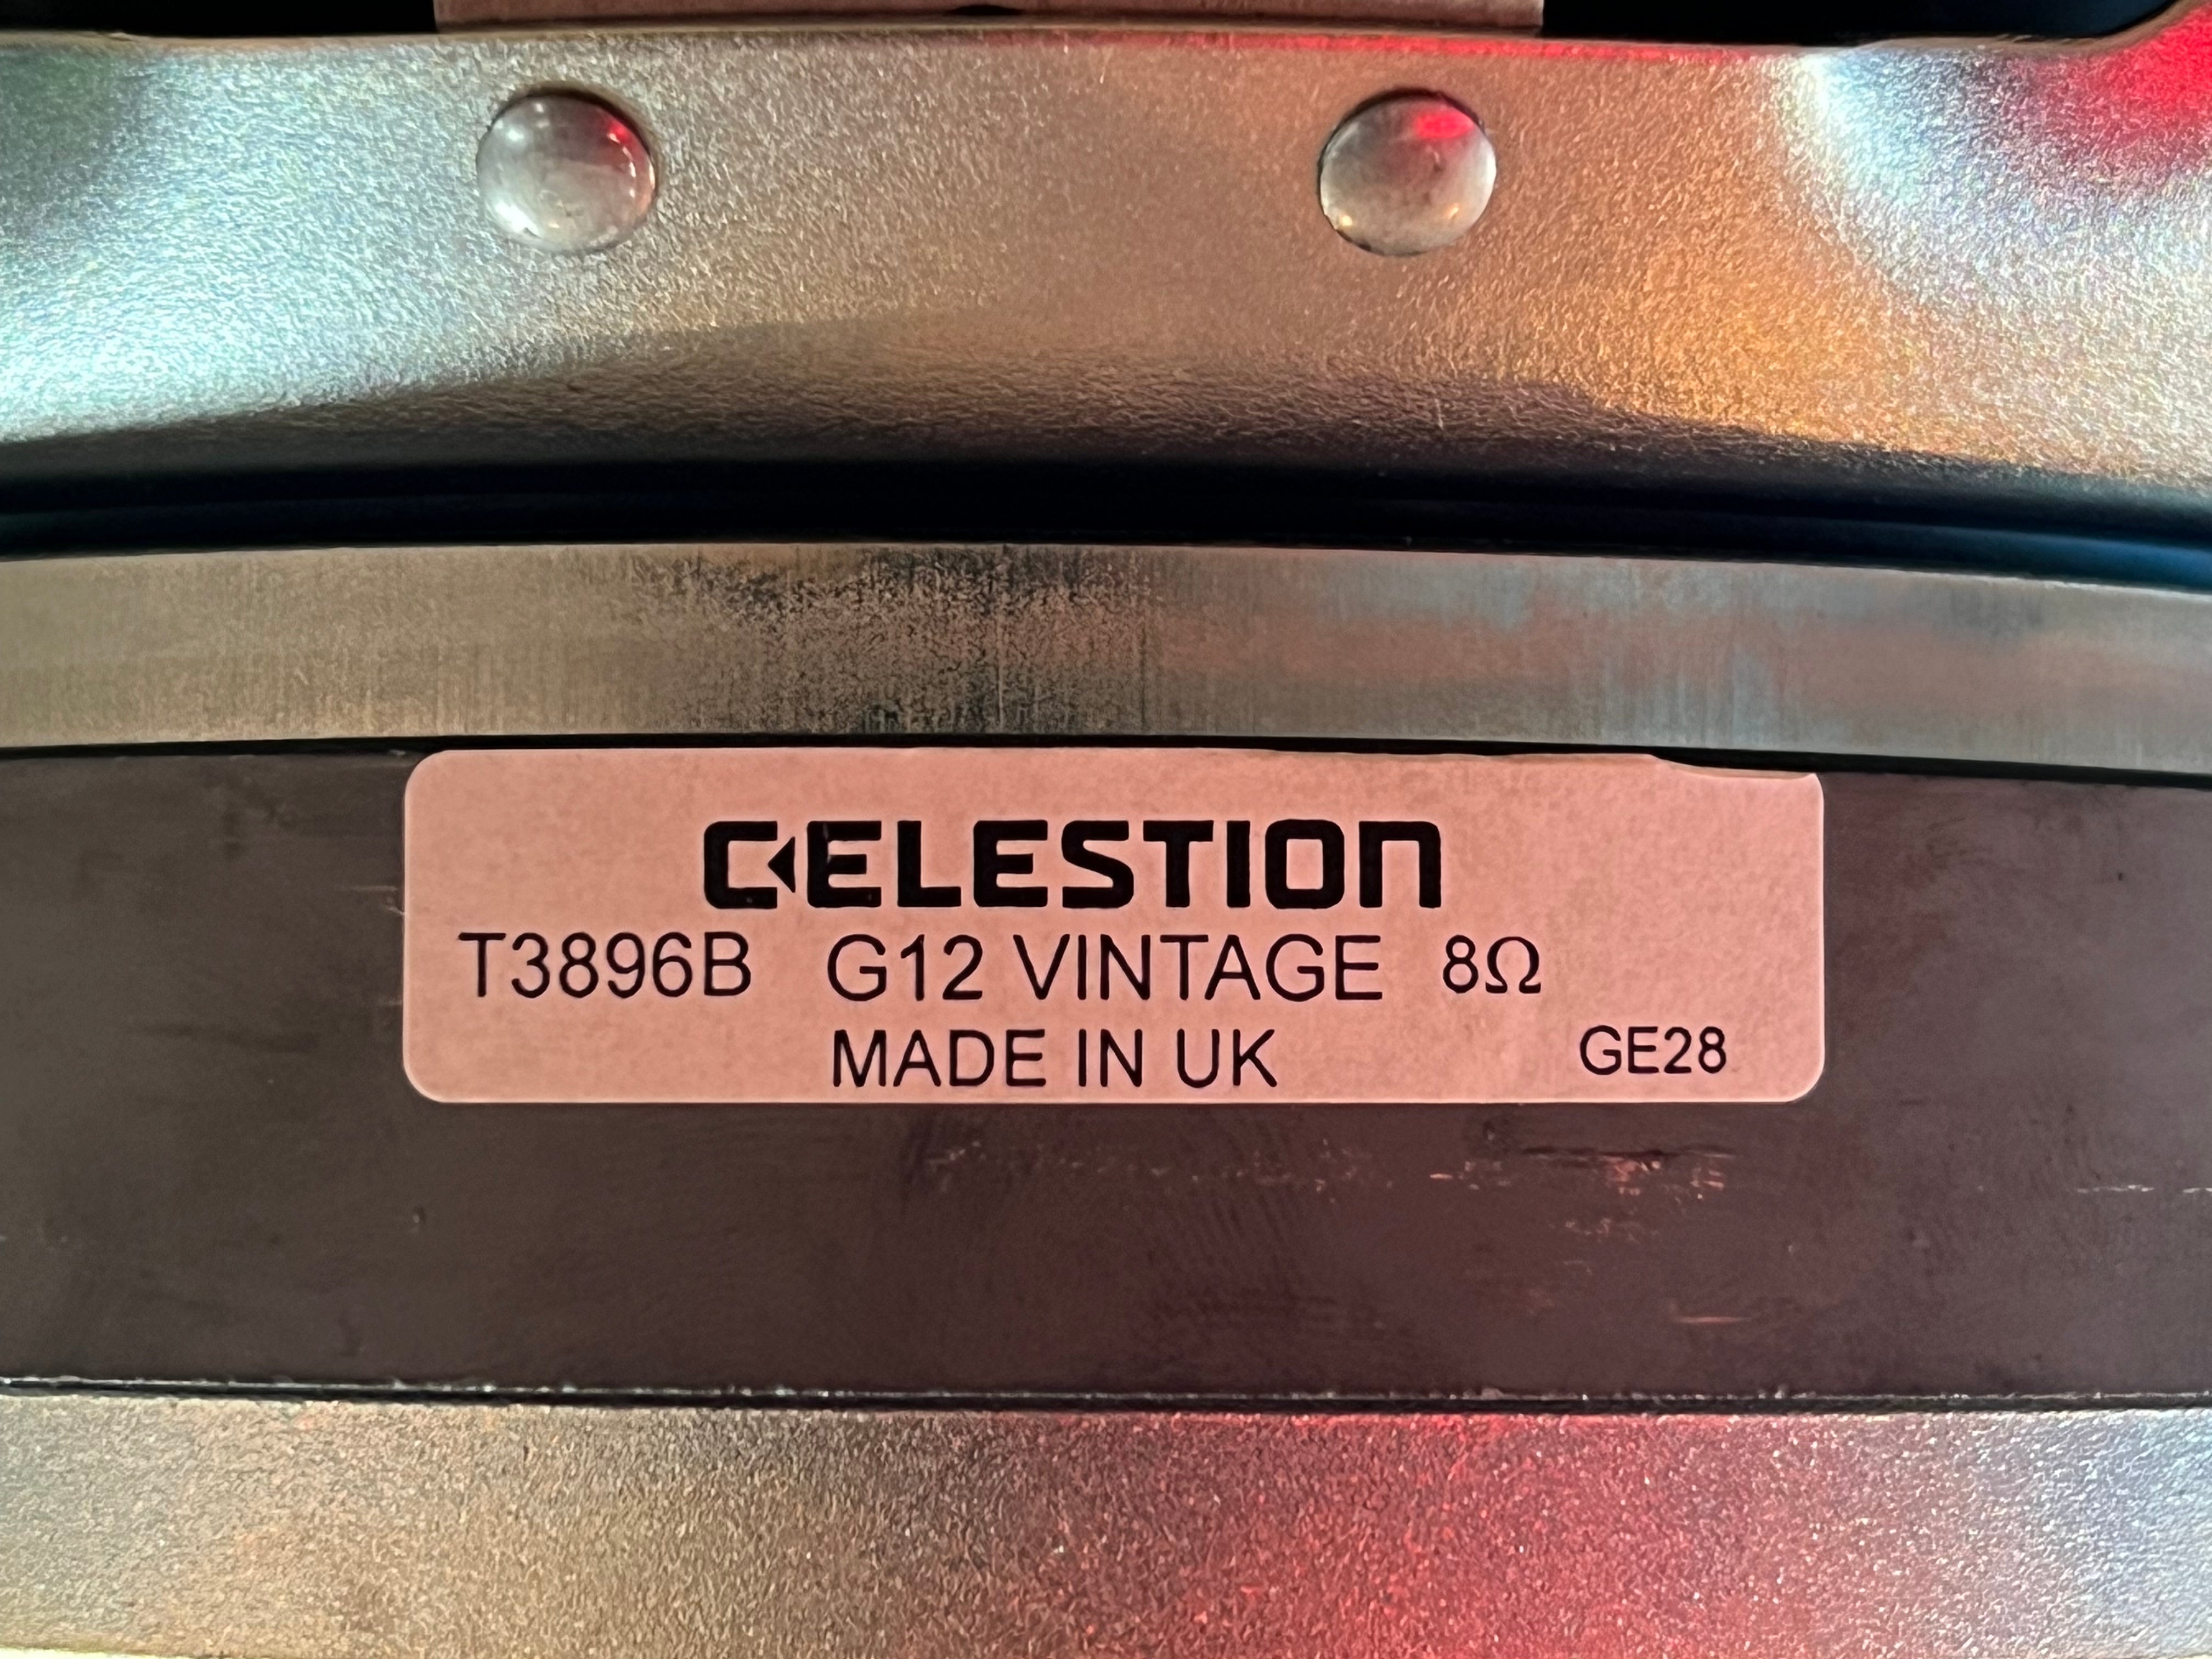 CELESTION
T3896B G12 VINTAGE 8Ω
MADE IN UK GE28